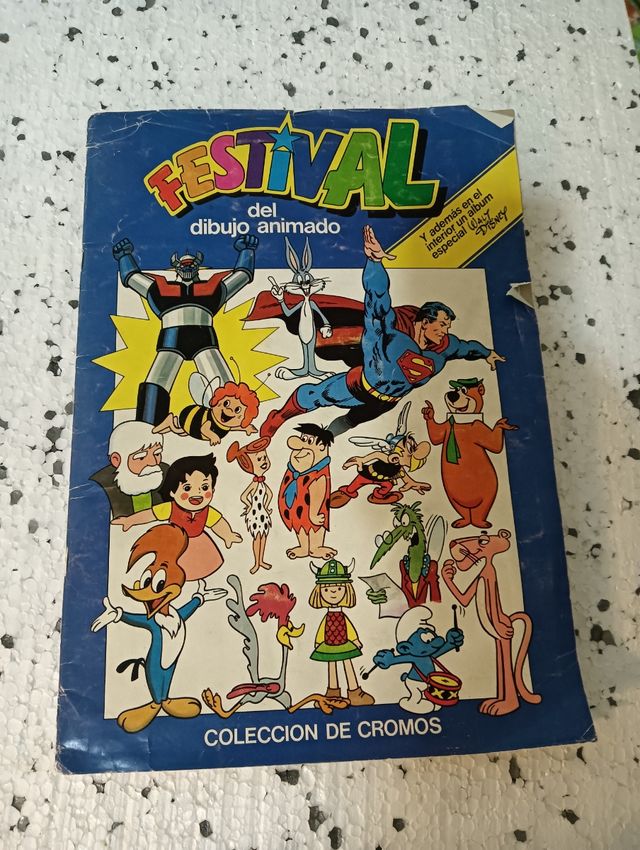 FESTIVAL
del
dibujo animado
Y además en el
interior un álbum
especial WALT
DISNEY
COLECCION DE CROMOS